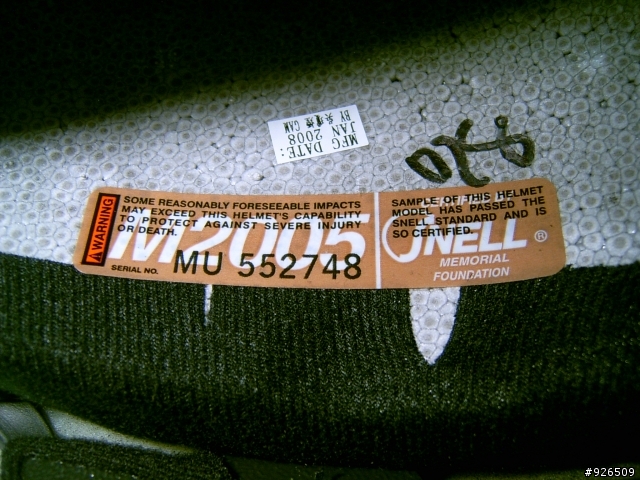 MFG DATE:
JAN 2008
BY
CAM
WARNING
SOME REASONABLY FORESEEABLE IMPACTS
MAY EXCEED THIS HELMET'S CAPABILITY
TO PROTECT AGAINST SEVERE INJURY
OR DEATH.
M2005
SERIAL NO. MU 552748
SAMPLE OF THIS HELMET
MODEL HAS PASSED THE
SNELL STANDARD AND IS
SO CERTIFIED.
SNELL®
MEMORIAL
FOUNDATION
#926509